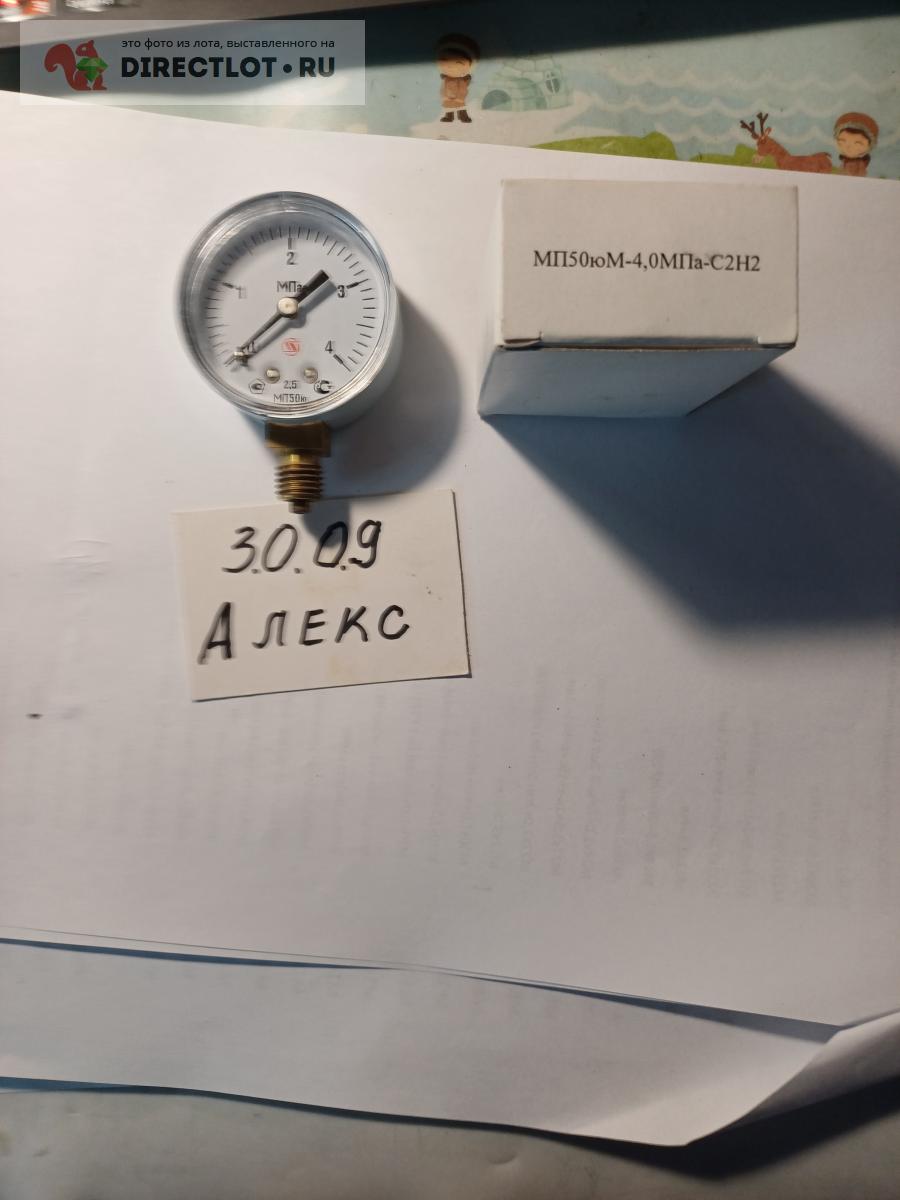 это фото из лота, выставленного на
DIRECTLOT•RU
МП50юМ-4,0МПа-С2Н2
2
МПа
1
3
0
4
2,5
МП50ю
30.09
АЛЕКС